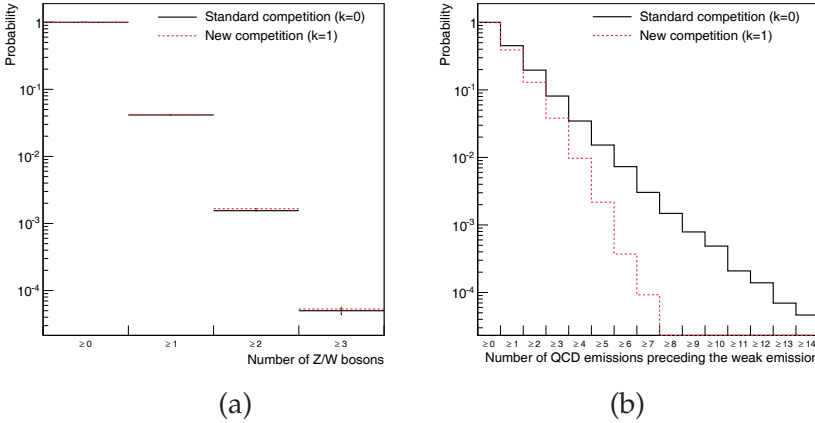 Probability
1
10⁻¹
10⁻²
10⁻³
10⁻⁴
Standard competition (k=0)
New competition (k=1)
≥ 0 ≥ 1 ≥ 2 ≥ 3
Number of Z/W bosons
(a)
Probability
1
10⁻¹
10⁻²
10⁻³
10⁻⁴
Standard competition (k=0)
New competition (k=1)
≥ 0 ≥ 1 ≥ 2 ≥ 3 ≥ 4 ≥ 5 ≥ 6 ≥ 7 ≥ 8 ≥ 9 ≥ 10 ≥ 11 ≥ 12 ≥ 13 ≥ 14
Number of QCD emissions preceding the weak emission
(b)